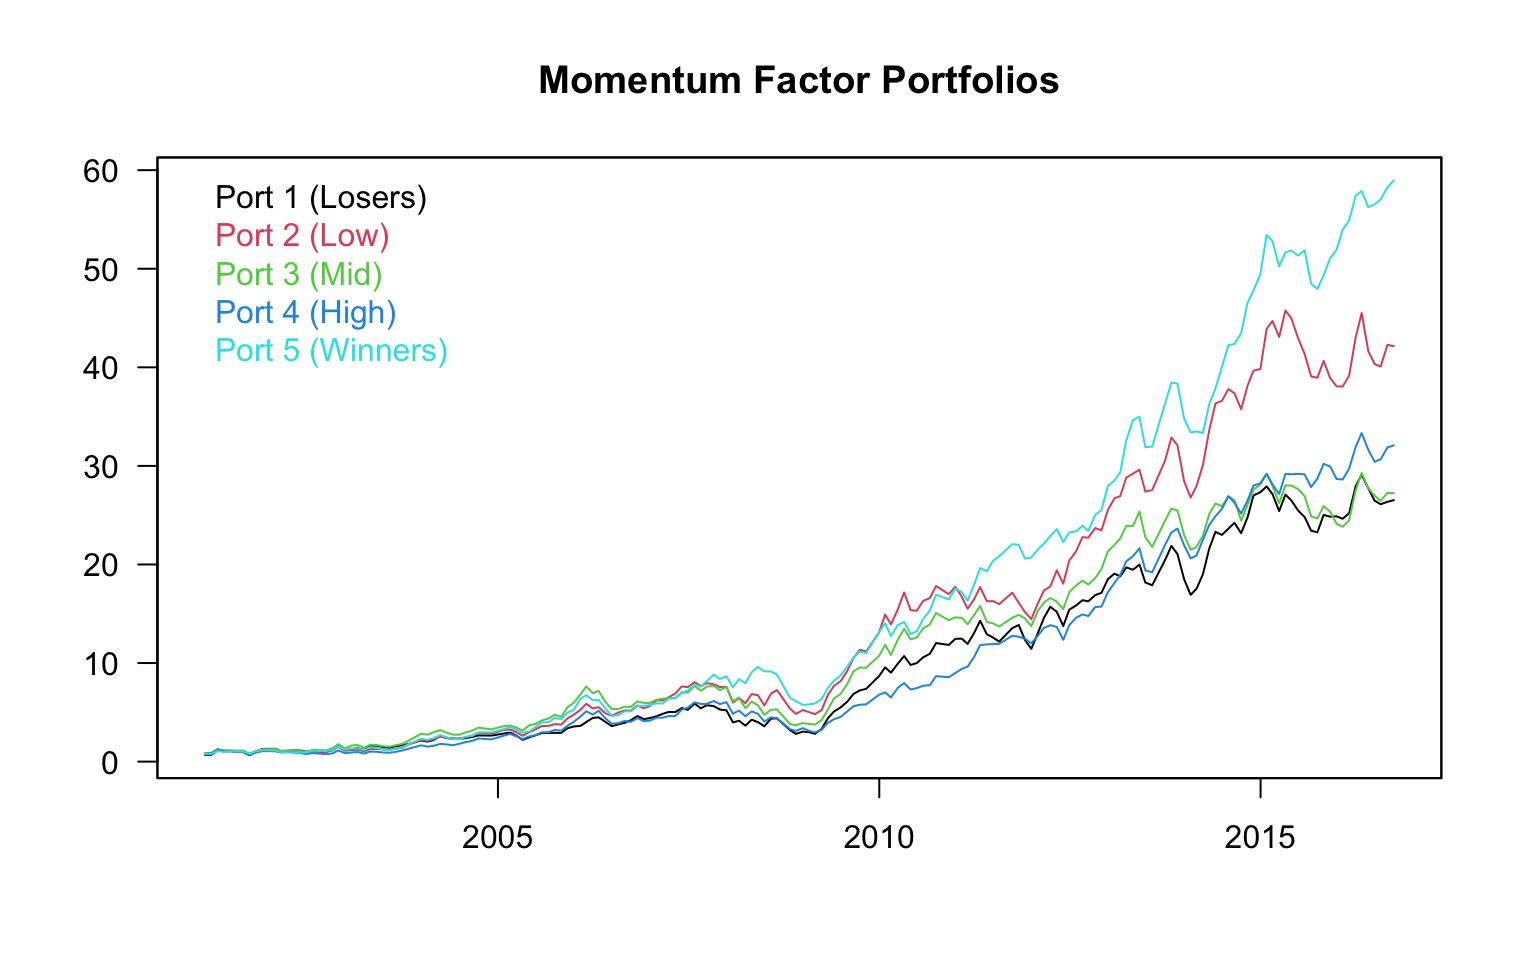 Momentum Factor Portfolios
60
50
40
30
20
10
0
Port 1 (Losers)
Port 2 (Low)
Port 3 (Mid)
Port 4 (High)
Port 5 (Winners)
2005
2010
2015